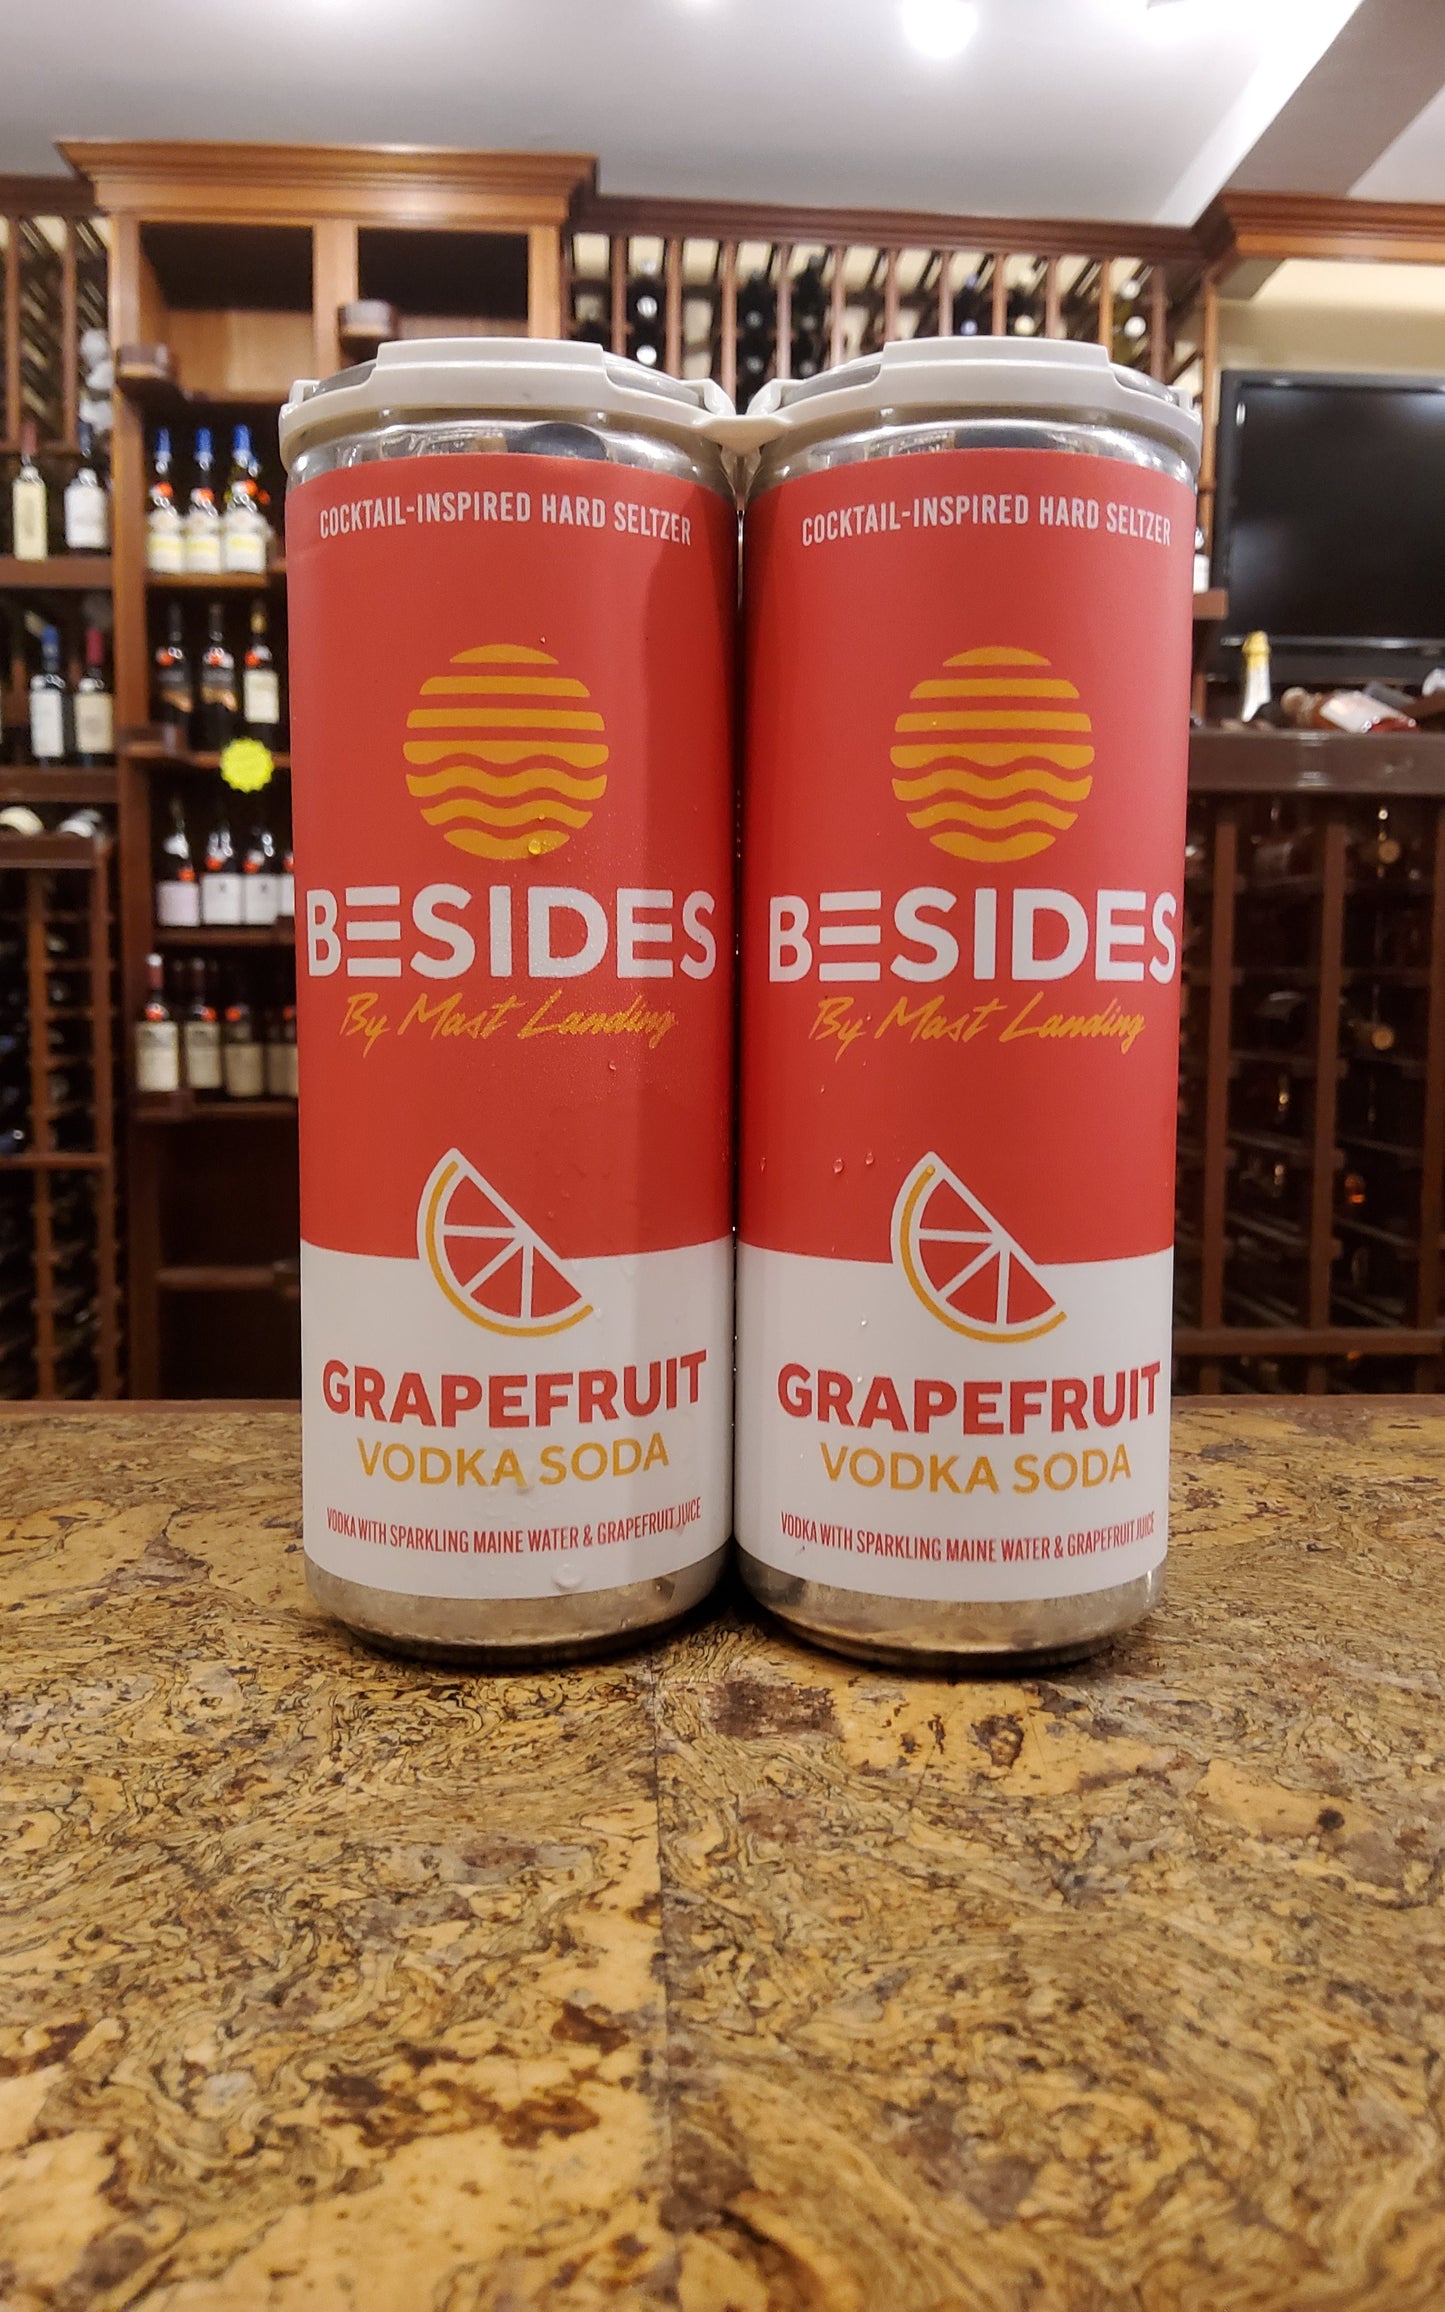 COCKTAIL-INSPIRED HARD SELTZER
BESIDES
By Mast Landing
GRAPEFRUIT
VODKA SODA
VODKA WITH SPARKLING MAINE WATER & GRAPEFRUIT JUICE
COCKTAIL-INSPIRED HARD SELTZER
BESIDES
By Mast Landing
GRAPEFRUIT
VODKA SODA
VODKA WITH SPARKLING MAINE WATER & GRAPEFRUIT JUICE